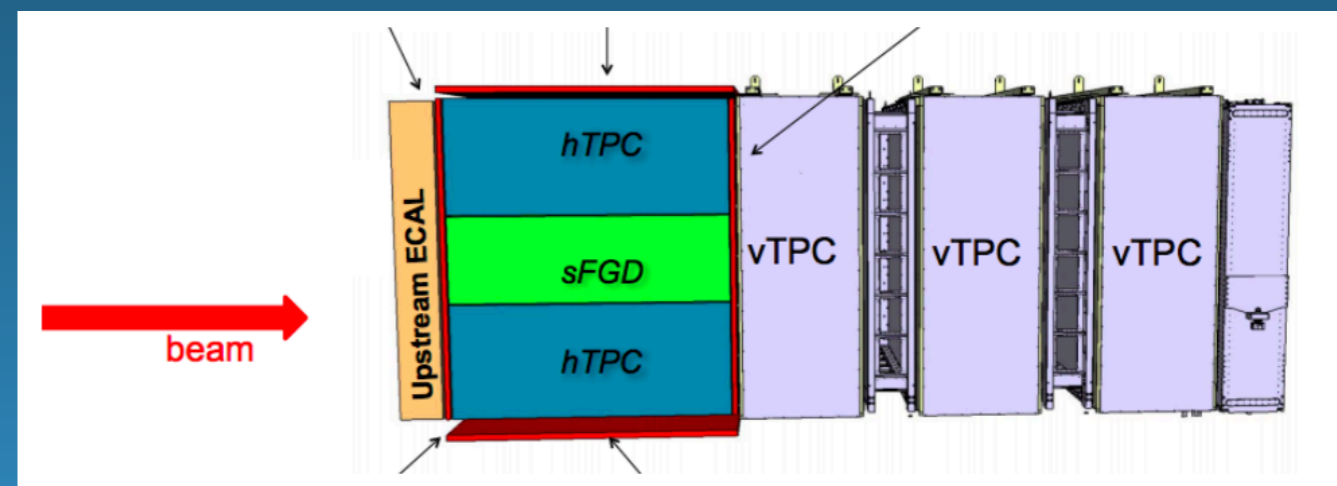 hTPC
Upstream ECAL
sFGD
vTPC
vTPC
vTPC
beam
hTPC